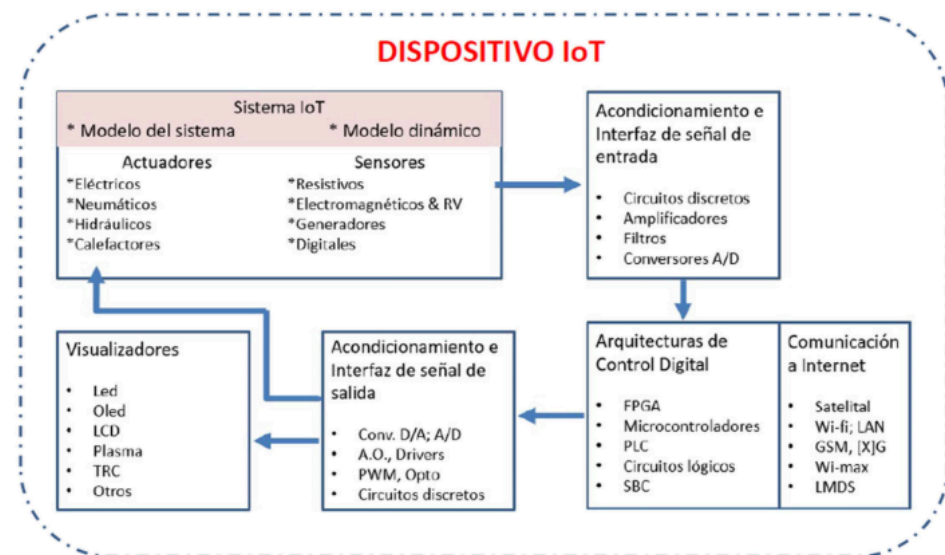 DISPOSITIVO IoT
Sistema IoT
* Modelo del sistema
* Modelo dinámico
Actuadores
*Eléctricos
*Neumáticos
*Hidráulicos
*Calefactores
Sensores
*Resistivos
*Electromagnéticos & RV
*Generadores
*Digitales
Acondicionamiento e
Interfaz de señal de
entrada
• Circuitos discretos
• Amplificadores
• Filtros
• Conversores A/D
Visualizadores
• Led
• Oled
• LCD
• Plasma
• TRC
• Otros
Acondicionamiento e
Interfaz de señal de
salida
• Conv. D/A; A/D
• A.O., Drivers
• PWM, Opto
• Circuitos discretos
Arquitecturas de
Control Digital
• FPGA
• Microcontroladores
• PLC
• Circuitos lógicos
• SBC
Comunicación
a Internet
• Satelital
• Wi-fi; LAN
• GSM, [X]G
• Wi-max
• LMDS